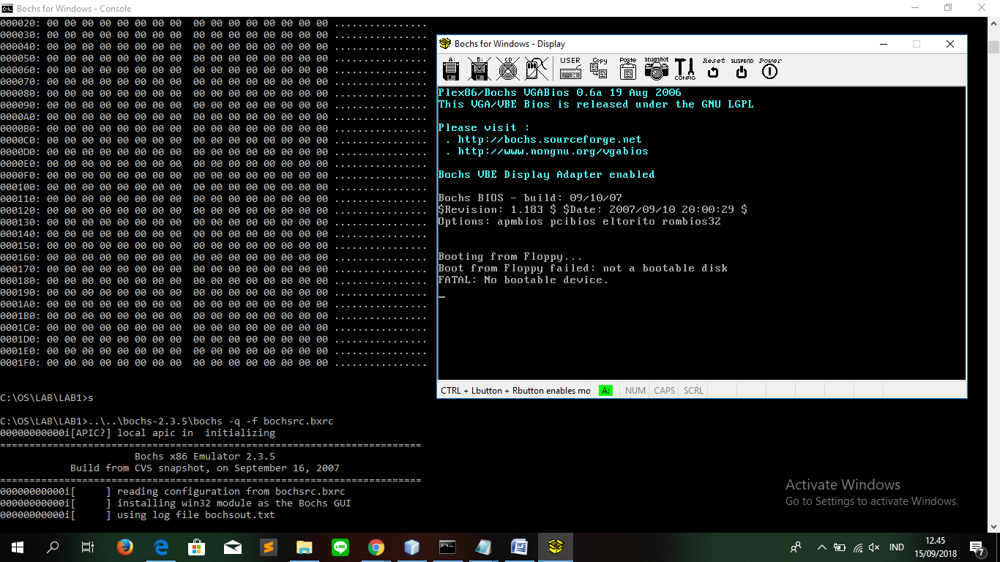 Bochs for Windows - Console
000020: 00 00 00 00 00 00 00 00  00 00 00 00 00 00 00 00 ................
000030: 00 00 00 00 00 00 00 00  00 00 00 00 00 00 00 00 ................
000040: 00 00 00 00 00 00 00 00  00 00 00 00 00 00 00 00 ................
000050: 00 00 00 00 00 00 00 00  00 00 00 00 00 00 00 00 ................
000060: 00 00 00 00 00 00 00 00  00 00 00 00 00 00 00 00 ................
000070: 00 00 00 00 00 00 00 00  00 00 00 00 00 00 00 00 ................
000080: 00 00 00 00 00 00 00 00  00 00 00 00 00 00 00 00 ................
000090: 00 00 00 00 00 00 00 00  00 00 00 00 00 00 00 00 ................
0000A0: 00 00 00 00 00 00 00 00  00 00 00 00 00 00 00 00 ................
0000B0: 00 00 00 00 00 00 00 00  00 00 00 00 00 00 00 00 ................
0000C0: 00 00 00 00 00 00 00 00  00 00 00 00 00 00 00 00 ................
0000D0: 00 00 00 00 00 00 00 00  00 00 00 00 00 00 00 00 ................
0000E0: 00 00 00 00 00 00 00 00  00 00 00 00 00 00 00 00 ................
0000F0: 00 00 00 00 00 00 00 00  00 00 00 00 00 00 00 00 ................
000100: 00 00 00 00 00 00 00 00  00 00 00 00 00 00 00 00 ................
000110: 00 00 00 00 00 00 00 00  00 00 00 00 00 00 00 00 ................
000120: 00 00 00 00 00 00 00 00  00 00 00 00 00 00 00 00 ................
000130: 00 00 00 00 00 00 00 00  00 00 00 00 00 00 00 00 ................
000140: 00 00 00 00 00 00 00 00  00 00 00 00 00 00 00 00 ................
000150: 00 00 00 00 00 00 00 00  00 00 00 00 00 00 00 00 ................
000160: 00 00 00 00 00 00 00 00  00 00 00 00 00 00 00 00 ................
000170: 00 00 00 00 00 00 00 00  00 00 00 00 00 00 00 00 ................
000180: 00 00 00 00 00 00 00 00  00 00 00 00 00 00 00 00 ................
000190: 00 00 00 00 00 00 00 00  00 00 00 00 00 00 00 00 ................
0001A0: 00 00 00 00 00 00 00 00  00 00 00 00 00 00 00 00 ................
0001B0: 00 00 00 00 00 00 00 00  00 00 00 00 00 00 00 00 ................
0001C0: 00 00 00 00 00 00 00 00  00 00 00 00 00 00 00 00 ................
0001D0: 00 00 00 00 00 00 00 00  00 00 00 00 00 00 00 00 ................
0001E0: 00 00 00 00 00 00 00 00  00 00 00 00 00 00 00 00 ................
0001F0: 00 00 00 00 00 00 00 00  00 00 00 00 00 00 00 00 ................
C:\OS\LAB\LAB1>s
C:\OS\LAB\LAB1>..\..\bochs-2.3.5\bochs -q -f bochsrc.bxrc
00000000000i[APIC?] local apic in  initializing
========================================================================
Bochs x86 Emulator 2.3.5
Build from CVS snapshot, on September 16, 2007
========================================================================
00000000000i[     ] reading configuration from bochsrc.bxrc
00000000000i[     ] installing win32 module as the Bochs GUI
00000000000i[     ] using log file bochsout.txt
Bochs for Windows - Display
A: B: CD USER Copy Paste snapshot CONFIG Reset SUSPEND Power
Plex86/Bochs VGABios 0.6a 19 Aug 2006
This VGA/VBE Bios is released under the GNU LGPL
Please visit :
. http://bochs.sourceforge.net
. http://www.nongnu.org/vgabios
Bochs VBE Display Adapter enabled
Bochs BIOS - build: 09/10/07
$Revision: 1.183 $ $Date: 2007/09/10 20:00:29 $
Options: apmbios pcibios eltorito rombios32
Booting from Floppy...
Boot from Floppy failed: not a bootable disk
FATAL: No bootable device.
_
CTRL + Lbutton + Rbutton enables mo A: NUM CAPS SCRL
Activate Windows
Go to Settings to activate Windows.
LINE
IND
12.45
15/09/2018
7